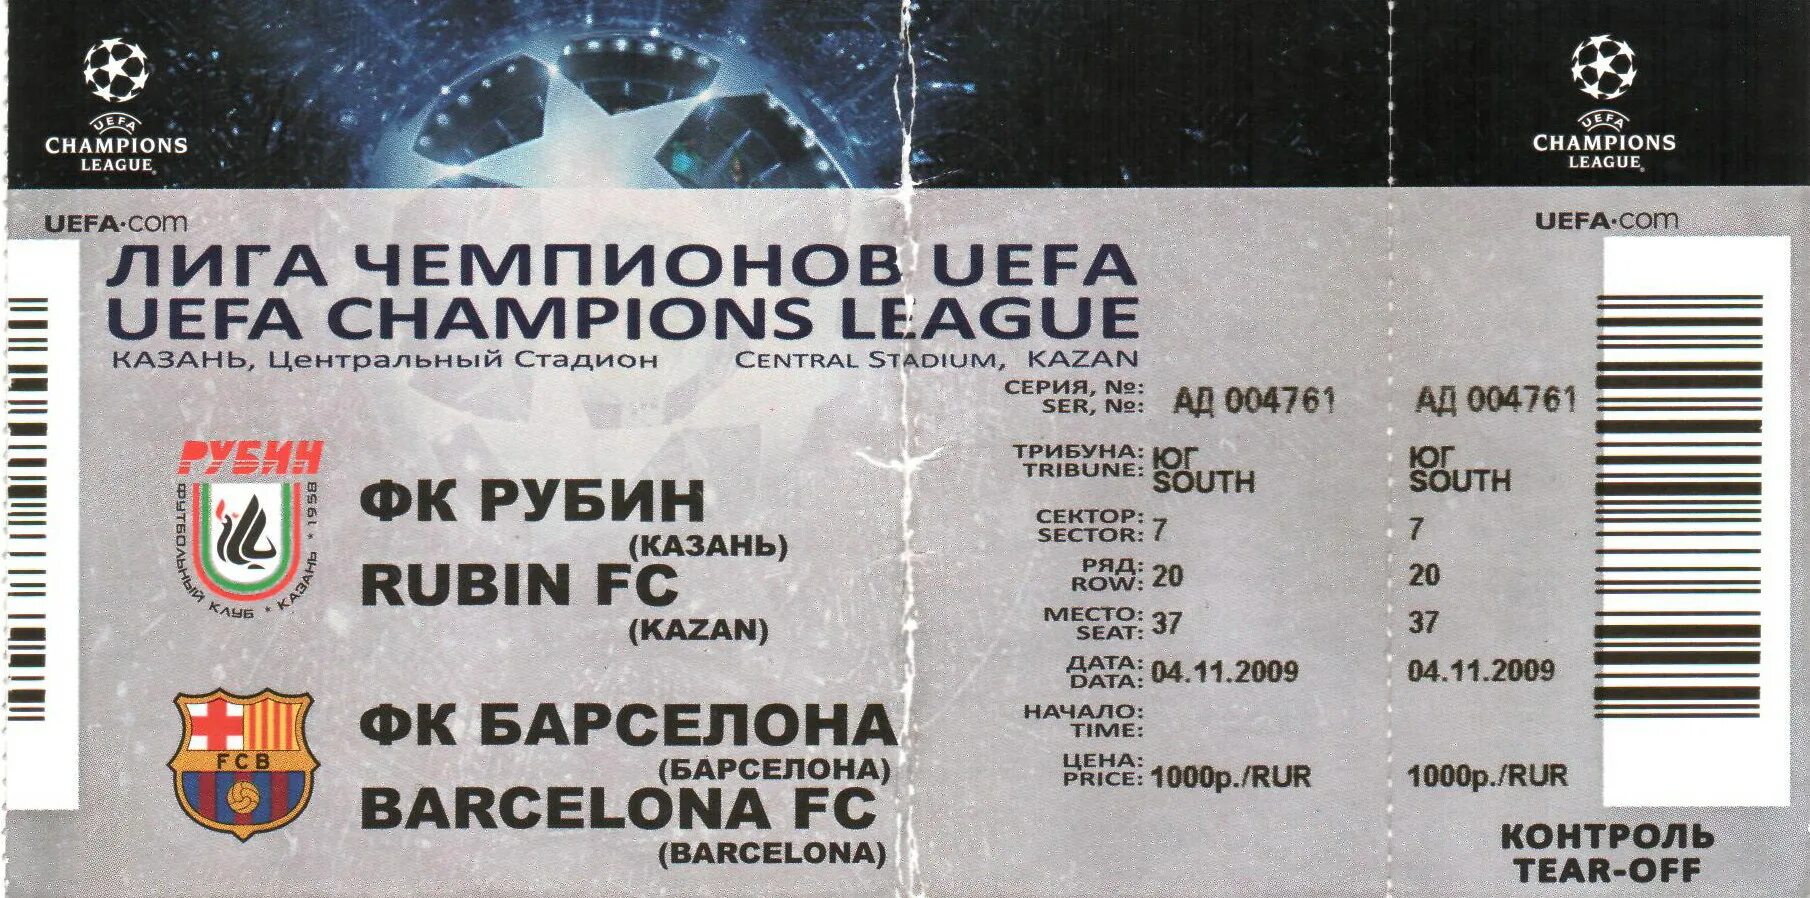 UEFA
CHAMPIONS
LEAGUE
UEFA
CHAMPIONS
LEAGUE
UEFA.com
UEFA.com
ЛИГА ЧЕМПИОНОВ UEFA
UEFA CHAMPIONS LEAGUE
КАЗАНЬ, Центральный Стадион CENTRAL STADIUM, KAZAN
РУБИН
ФУТБОЛЬНЫЙ КЛУБ * КАЗАНЬ * 1958
ФК РУБИН
(КАЗАНЬ)
RUBIN FC
(KAZAN)
FCB
ФК БАРСЕЛОНА
(БАРСЕЛОНА)
BARCELONA FC
(BARCELONA)
СЕРИЯ, №:
SER, №: АД 004761
ТРИБУНА: ЮГ
TRIBUNE: SOUTH
СЕКТОР:
SECTOR: 7
РЯД:
ROW: 20
МЕСТО:
SEAT: 37
ДАТА:
DATA: 04.11.2009
НАЧАЛО:
TIME:
ЦЕНА:
PRICE: 1000р./RUR
АД 004761
ЮГ
SOUTH
7
20
37
04.11.2009
1000р./RUR
КОНТРОЛЬ
TEAR-OFF